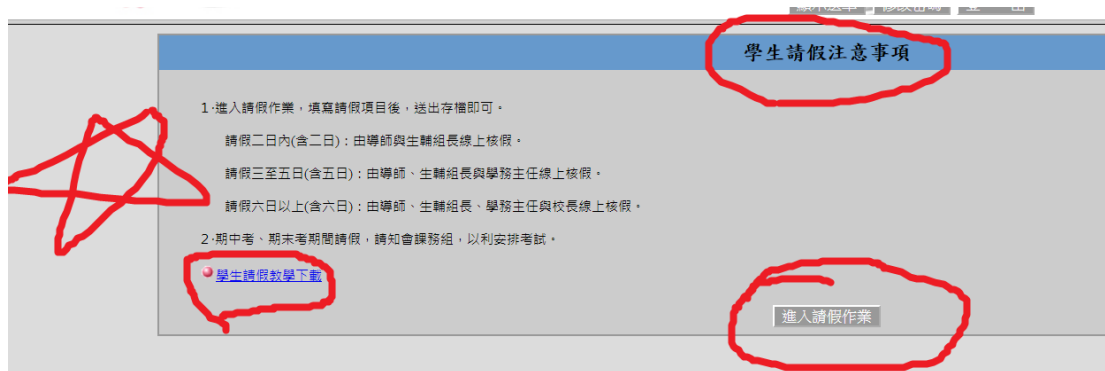 學生請假注意事項
1.進入請假作業，填寫請假項目後，送出存檔即可。
請假二日內(含二日)：由導師與生輔組長線上核假。
請假三至五日(含五日)：由導師、生輔組長與學務主任線上核假。
請假六日以上(含六日)：由導師、生輔組長、學務主任與校長線上核假。
2.期中考、期末考期間請假，請知會課務組，以利安排考試。
學生請假教學下載
進入請假作業